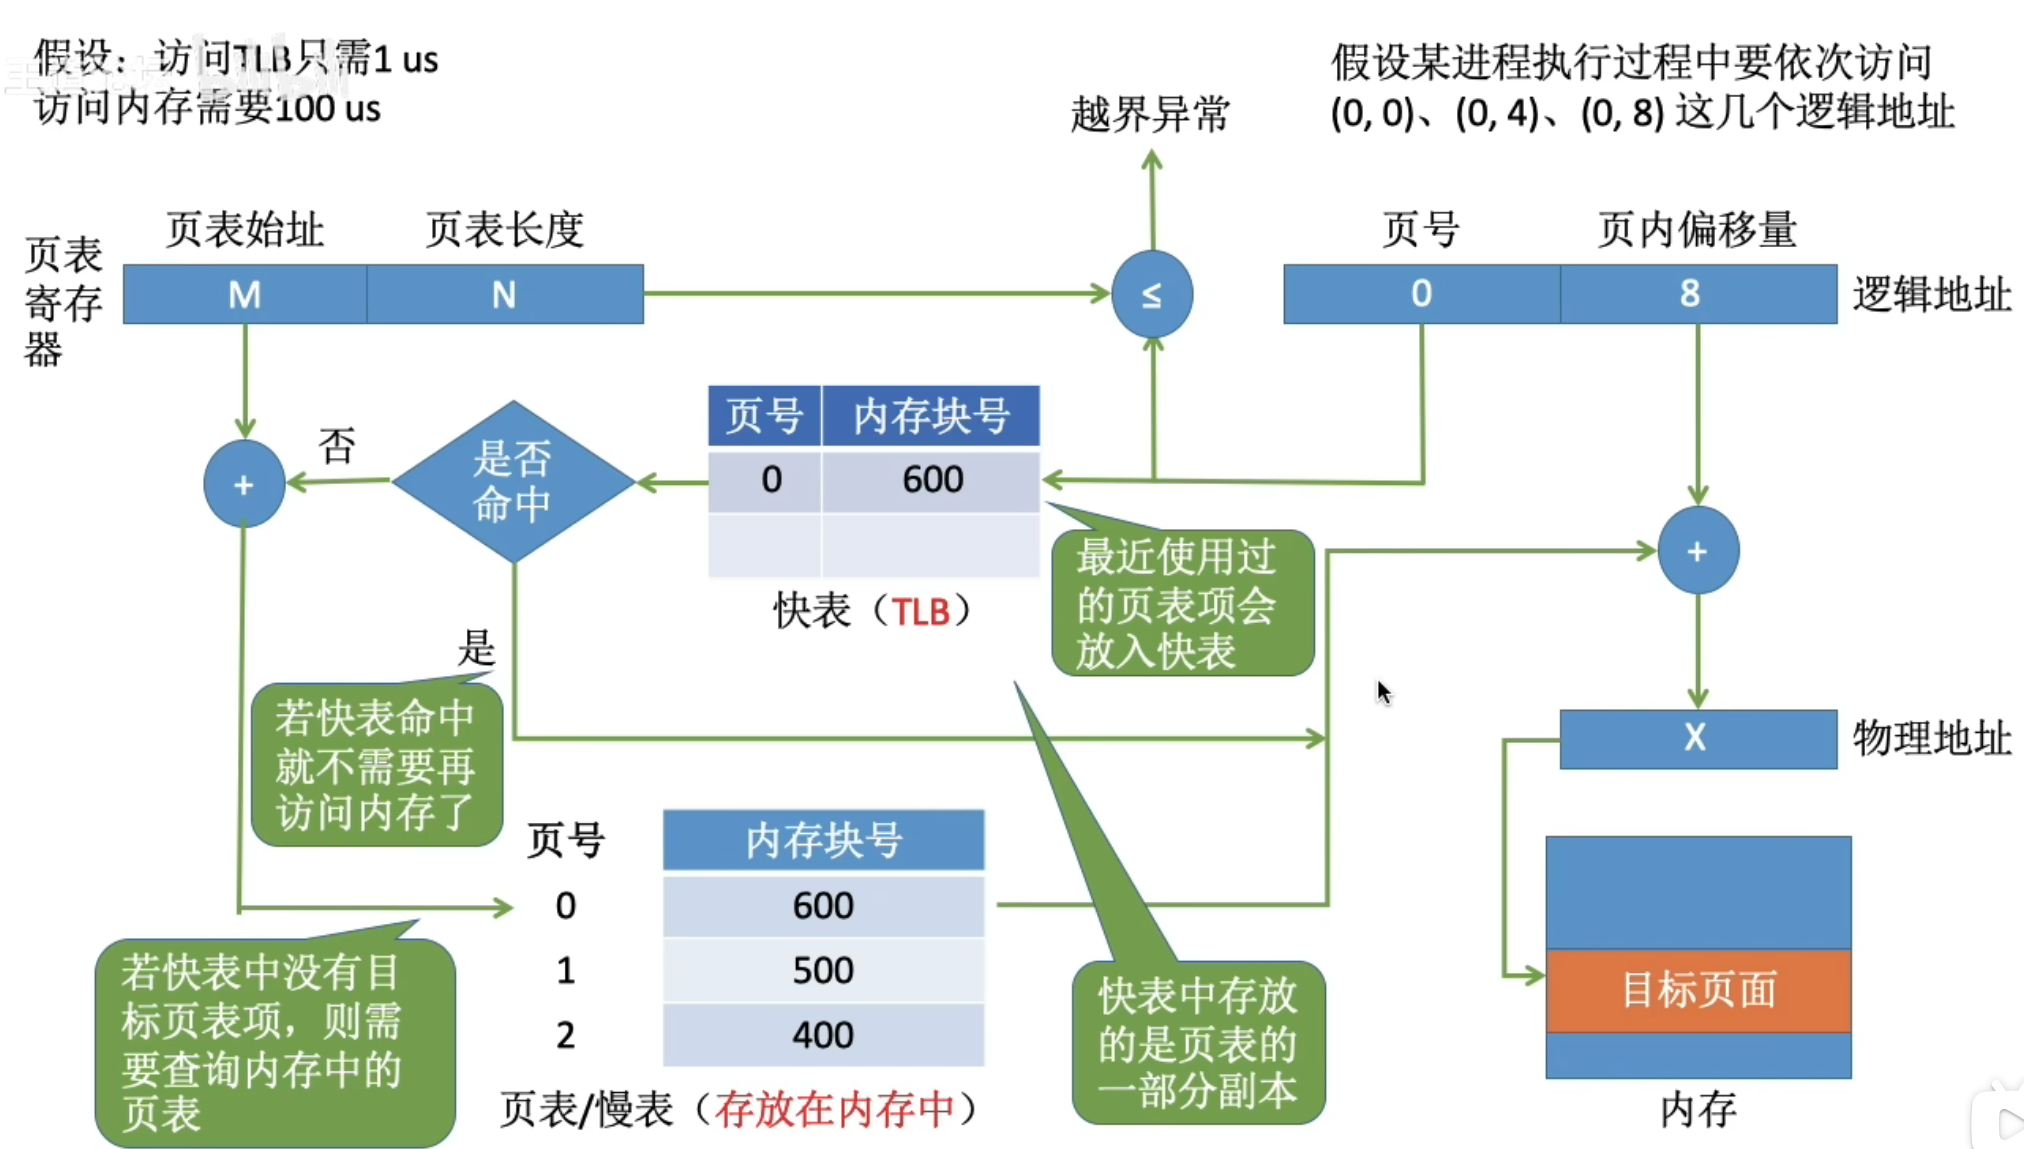 假设：访问TLB只需1 us
访问内存需要100 us
假设某进程执行过程中要依次访问
(0, 0)、(0, 4)、(0, 8) 这几个逻辑地址
越界异常
页表始址
页表长度
页号
页内偏移量
页表
寄存
器
M
N
≤
0
8
逻辑地址
页号
内存块号
0
600
快表（TLB）
是否
命中
否
是
+
+
最近使用过
的页表项会
放入快表
若快表命中
就不需要再
访问内存了
X
物理地址
页号
内存块号
0
600
1
500
2
400
页表/慢表（存放在内存中）
若快表中没有目
标页表项，则需
要查询内存中的
页表
快表中存放
的是页表的
一部分副本
目标页面
内存